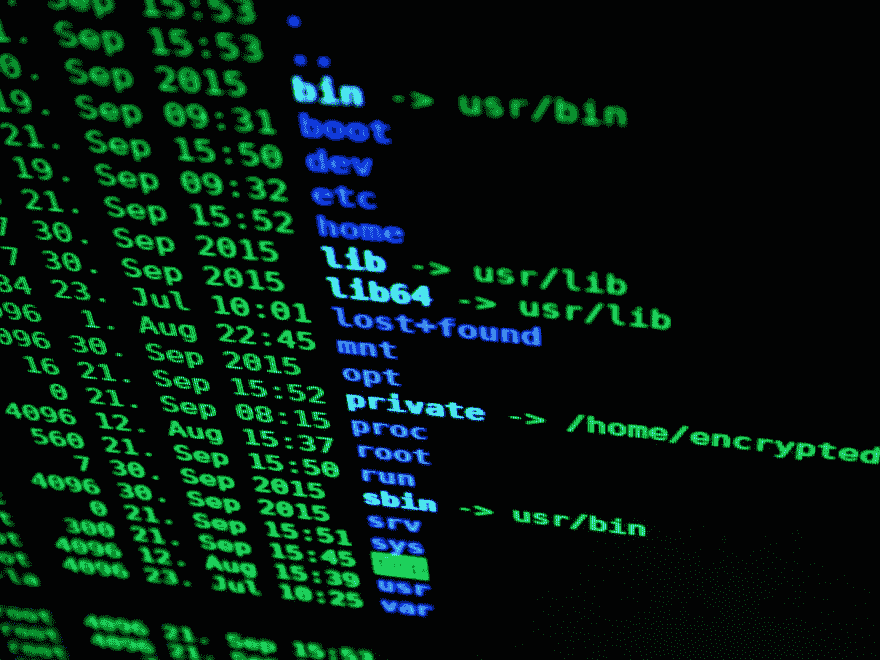 Sep 15:53 .
1. Sep 15:53 ..
0. Sep 2015 bin -> usr/bin
19. Sep 09:31 boot
21. Sep 15:50 dev
19. Sep 09:32 etc
21. Sep 15:52 home
7 30. Sep 2015 lib -> usr/lib
7 30. Sep 2015 lib64 -> usr/lib
84 23. Jul 10:01 lost+found
096 1. Aug 22:45 mnt
096 30. Sep 2015 opt
16 21. Sep 15:52 private -> /home/encrypted
0 21. Sep 08:15 proc
4096 12. Aug 15:37 root
560 21. Sep 15:50 run
7 30. Sep 2015 sbin -> usr/bin
4096 30. Sep 2015 srv
0 21. Sep 15:51 sys
300 21. Sep 15:45
4096 12. Aug 15:39 usr
4096 23. Jul 10:25 var
root 4096 21. Sep 15:53
root 4096 21.